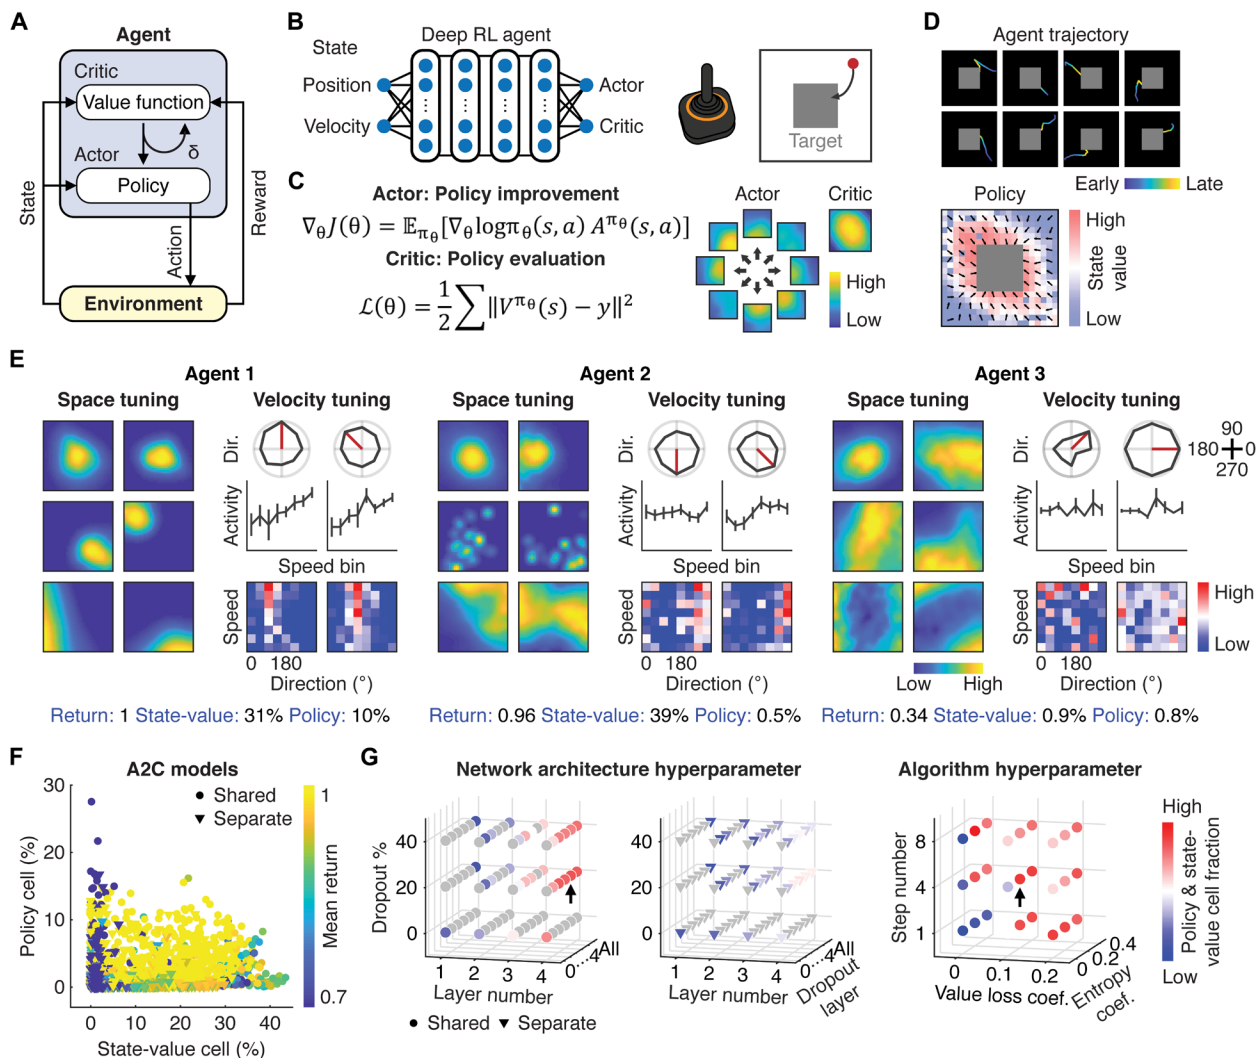 A
Agent
Critic
Value function
δ
Actor
Policy
State
Action
Reward
Environment
B
Deep RL agent
State
Position
Velocity
Actor
Critic
Target
C
Actor: Policy improvement
∇θJ(θ) = 𝔼πθ[∇θlogπθ(s, a) Aπθ(s, a)]
Critic: Policy evaluation
ℒ(θ) = 1/2 ∑‖Vπθ(s) − y‖²
Actor
Critic
High
Low
D
Agent trajectory
Early
Late
Policy
High
State value
Low
E
Agent 1
Space tuning
Velocity tuning
Dir.
Activity
Speed bin
Speed
0 180
Direction (°)
Return: 1 State-value: 31% Policy: 10%
Agent 2
Space tuning
Velocity tuning
Dir.
Activity
Speed bin
Speed
0 180
Direction (°)
Low High
Return: 0.96 State-value: 39% Policy: 0.5%
Agent 3
Space tuning
Velocity tuning
Dir.
90
180 0
270
Activity
Speed bin
Speed
0 180
Direction (°)
High
Low
Return: 0.34 State-value: 0.9% Policy: 0.8%
F
A2C models
Shared
Separate
30
20
10
0
Policy cell (%)
0 10 20 30 40
State-value cell (%)
1
Mean return
0.7
G
Network architecture hyperparameter
Dropout %
40
20
0
1 2 3 4
Layer number
0 ... 4 All
Shared Separate
40
20
0
1 2 3 4
Layer number
0 ... 4 All
Dropout layer
Algorithm hyperparameter
Step number
8
4
1
0 0.1 0.2
Value loss coef.
0 0.2 0.4
Entropy coef.
High
Policy & state-
value cell fraction
Low